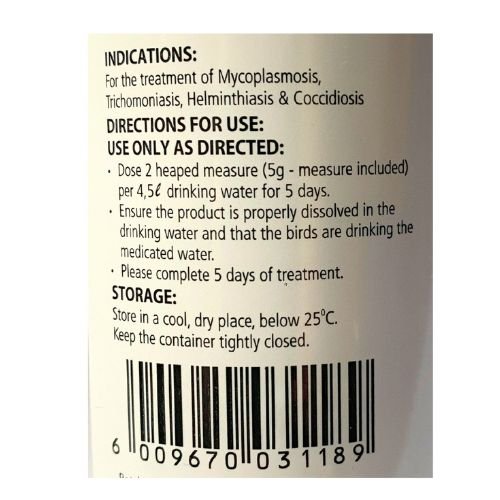 INDICATIONS:
For the treatment of Mycoplasmosis,
Trichomoniasis, Helminthiasis & Coccidiosis
DIRECTIONS FOR USE:
USE ONLY AS DIRECTED:
· Dose 2 heaped measure (5g - measure included)
per 4,5ℓ drinking water for 5 days.
· Ensure the product is properly dissolved in the
drinking water and that the birds are drinking the
medicated water.
· Please complete 5 days of treatment.
STORAGE:
Store in a cool, dry place, below 25°C.
Keep the container tightly closed.
6 009670 031189